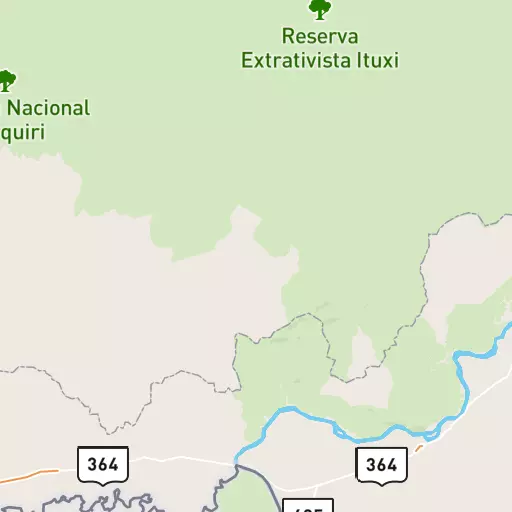 Reserva
Extrativista Ituxi
Nacional
quiri
364
364